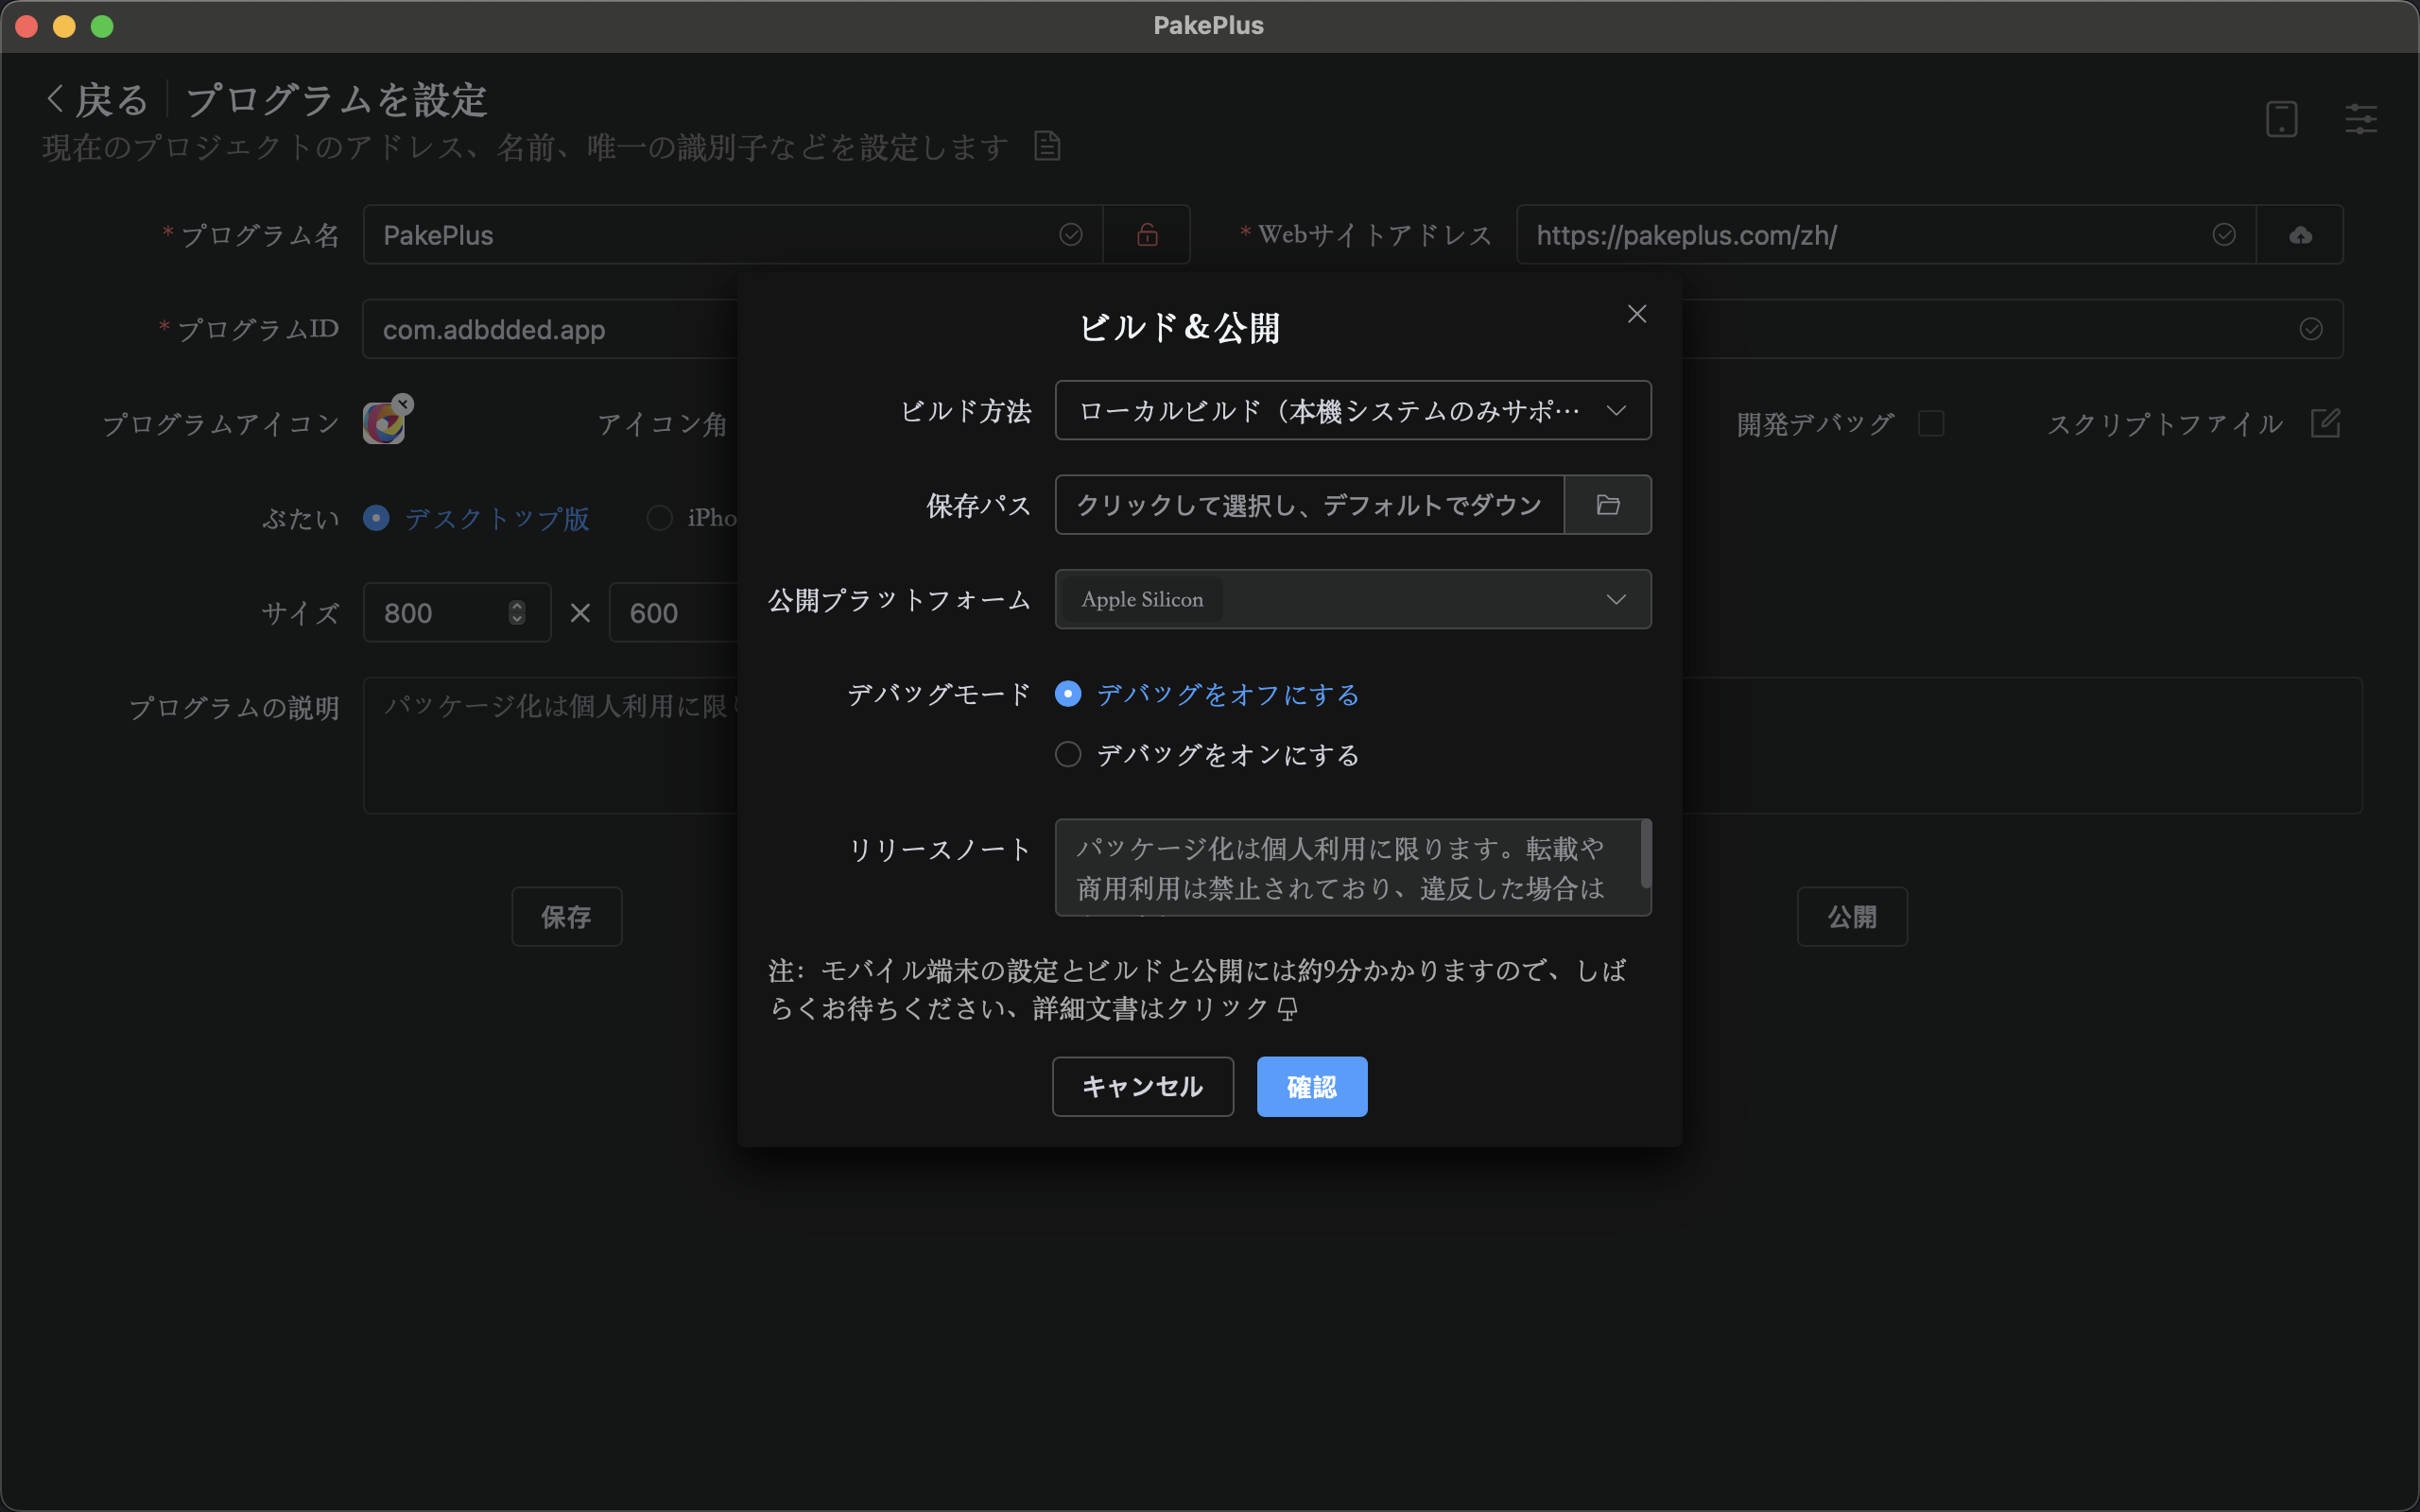 PakePlus
戻る
プログラムを設定
現在のプロジェクトのアドレス、名前、唯一の識別子などを設定します
* プログラム名
PakePlus
* Webサイトアドレス
https://pakeplus.com/zh/
* プログラムID
com.adbdded.app
プログラムアイコン
アイコン角
開発デバッグ
スクリプトファイル
ぶたい
デスクトップ版
iPho
サイズ
800
600
プログラムの説明
パッケージ化は個人利用に限り
保存
公開
ビルド&公開
ビルド方法
ローカルビルド（本機システムのみサポ…
保存パス
クリックして選択し、デフォルトでダウン
公開プラットフォーム
Apple Silicon
デバッグモード
デバッグをオフにする
デバッグをオンにする
リリースノート
パッケージ化は個人利用に限ります。転載や
商用利用は禁止されており、違反した場合は
注：モバイル端末の設定とビルドと公開には約9分かかりますので、しば
らくお待ちください、詳細文書はクリック
キャンセル
確認